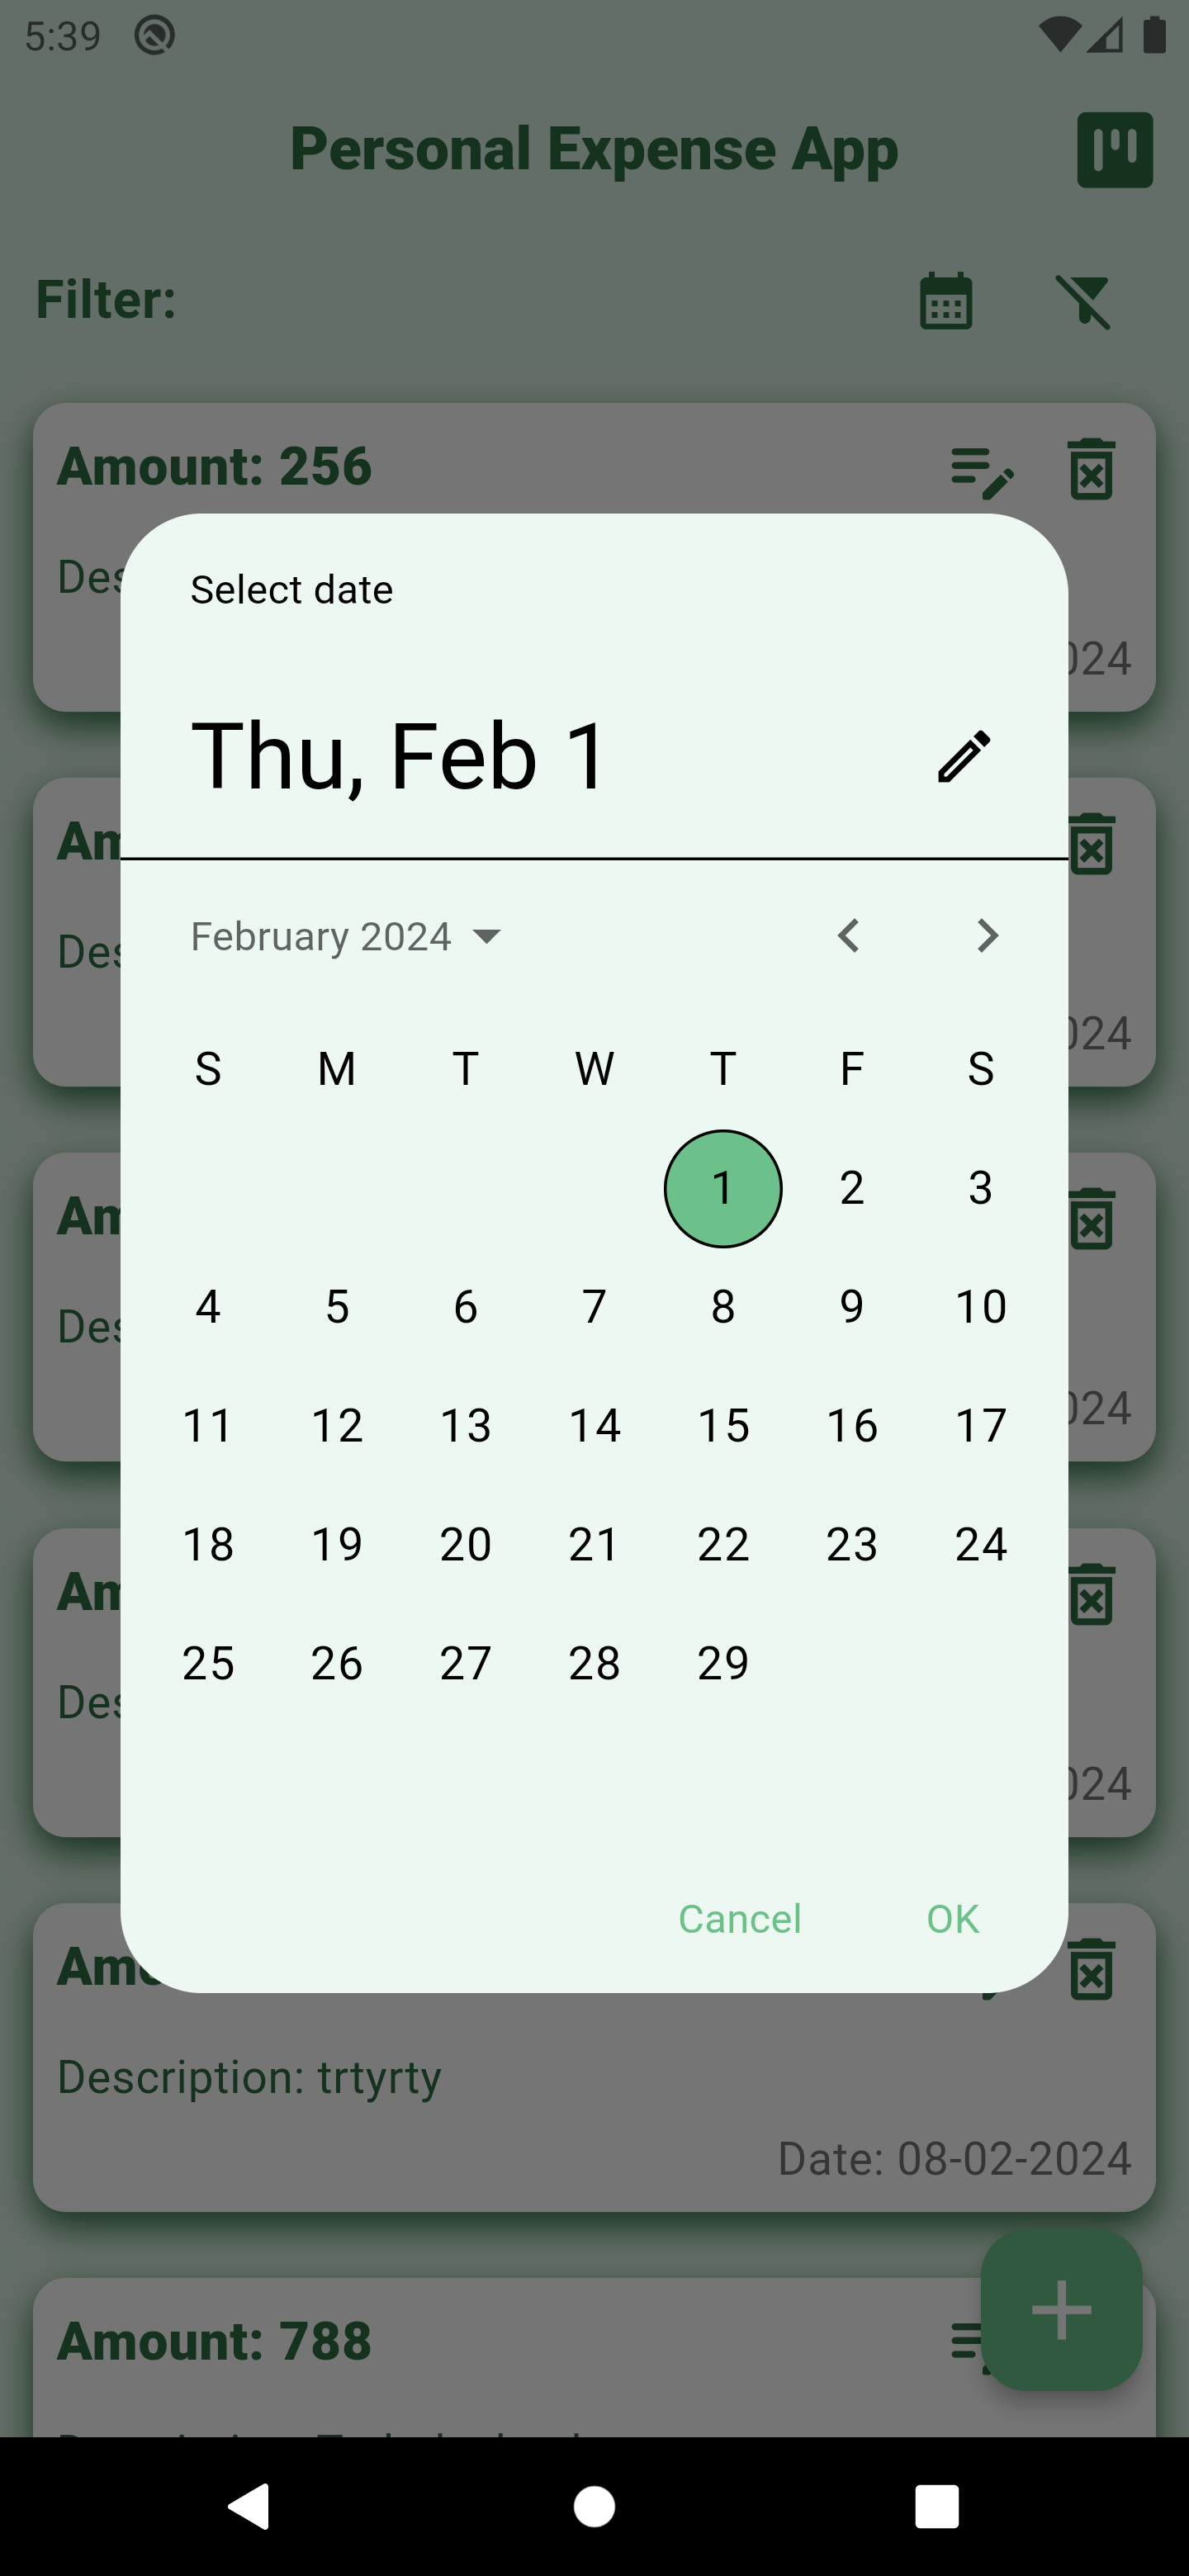 5:39
Personal Expense App
Filter:
Amount: 256
Select date
Thu, Feb 1
February 2024
S M T W T F S
1 2 3
4 5 6 7 8 9 10
11 12 13 14 15 16 17
18 19 20 21 22 23 24
25 26 27 28 29
Cancel OK
Description: trtyrty
Date: 08-02-2024
Amount: 788